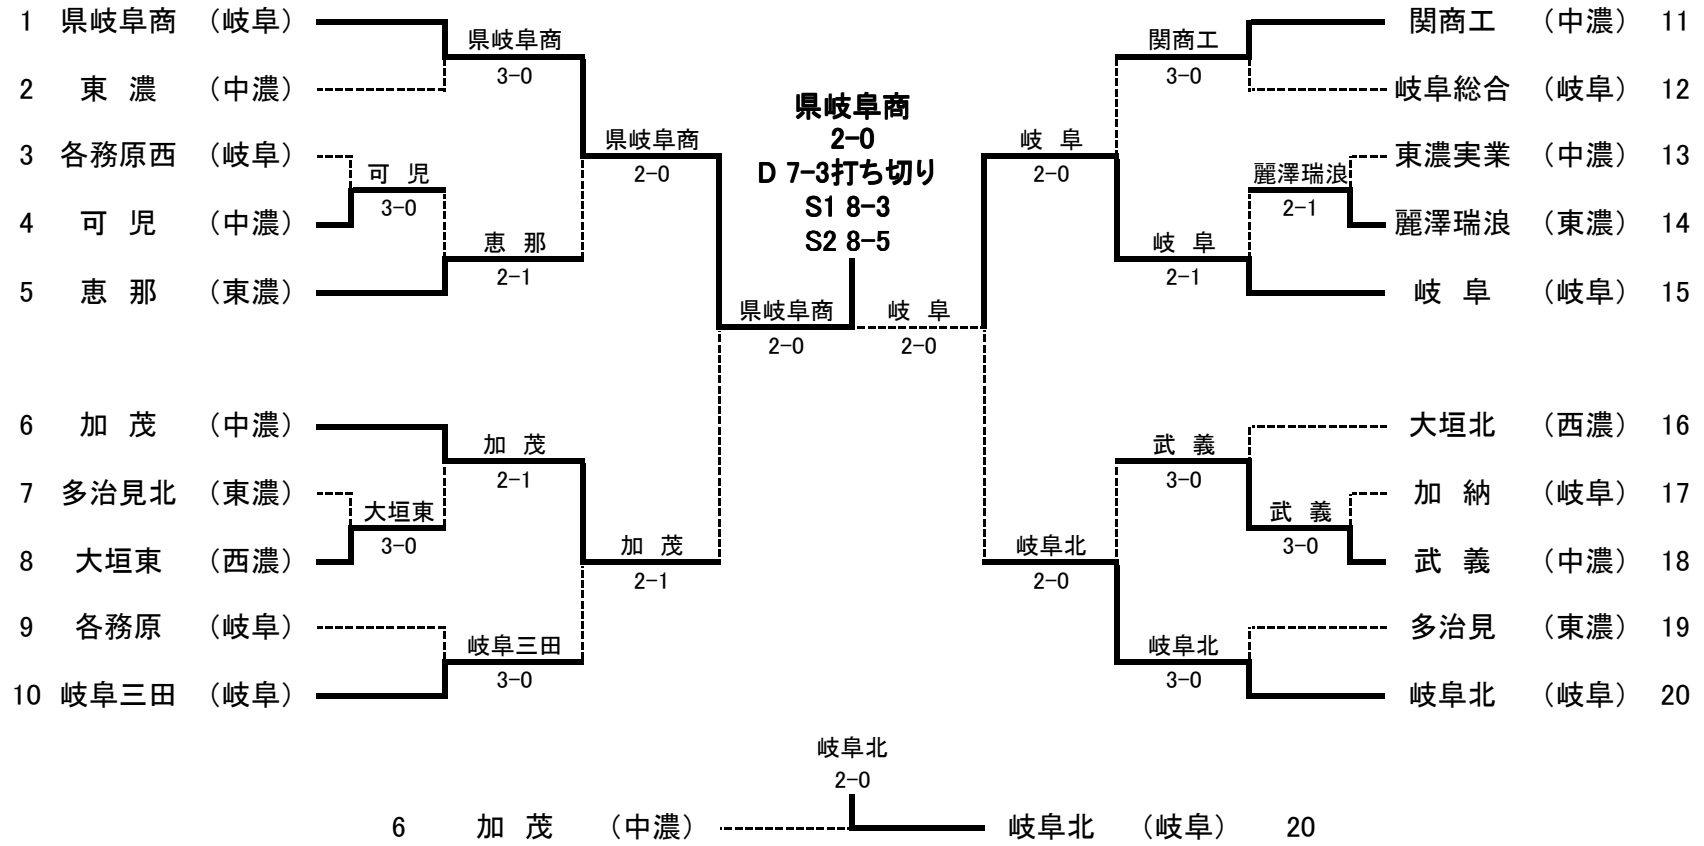 1 県岐阜商 （岐阜）
県岐阜商
3-0
2 東 濃 （中濃）
3 各務原西 （岐阜）
可 児
3-0
4 可 児 （中濃）
恵 那
2-1
5 恵 那 （東濃）
県岐阜商
2-0
6 加 茂 （中濃）
加 茂
2-1
7 多治見北 （東濃）
大垣東
3-0
8 大垣東 （西濃）
9 各務原 （岐阜）
岐阜三田
3-0
10 岐阜三田 （岐阜）
加 茂
2-1
県岐阜商
2-0
県岐阜商
2-0
D 7-3打ち切り
S1 8-3
S2 8-5
岐 阜
2-0
岐 阜
2-0
関商工
3-0
関商工 （中濃） 11
岐阜総合 （岐阜） 12
東濃実業 （中濃） 13
麗澤瑞浪
2-1
麗澤瑞浪 （東濃） 14
岐 阜
2-1
岐 阜 （岐阜） 15
大垣北 （西濃） 16
武 義
3-0
加 納 （岐阜） 17
武 義
3-0
武 義 （中濃） 18
岐阜北
2-0
多治見 （東濃） 19
岐阜北
3-0
岐阜北 （岐阜） 20
岐阜北
2-0
6 加 茂 （中濃）
岐阜北 （岐阜） 20